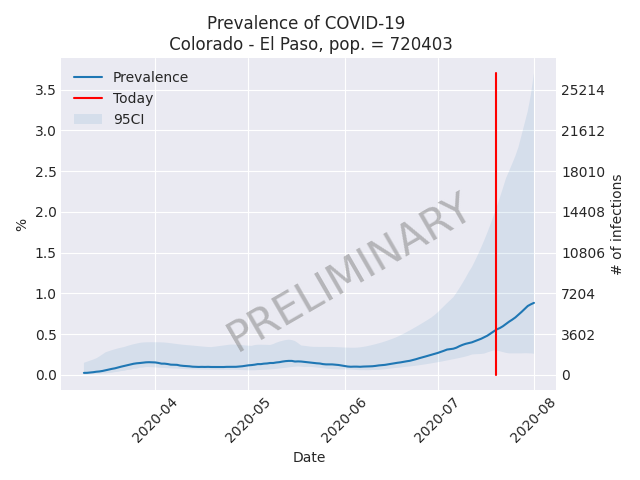 Prevalence of COVID-19
Colorado - El Paso, pop. = 720403
Prevalence
Today
95CI
PRELIMINARY
%
3.5
3.0
2.5
2.0
1.5
1.0
0.5
0.0
25214
21612
18010
14408
10806
7204
3602
0
# of infections
2020-04
2020-05
2020-06
2020-07
2020-08
Date